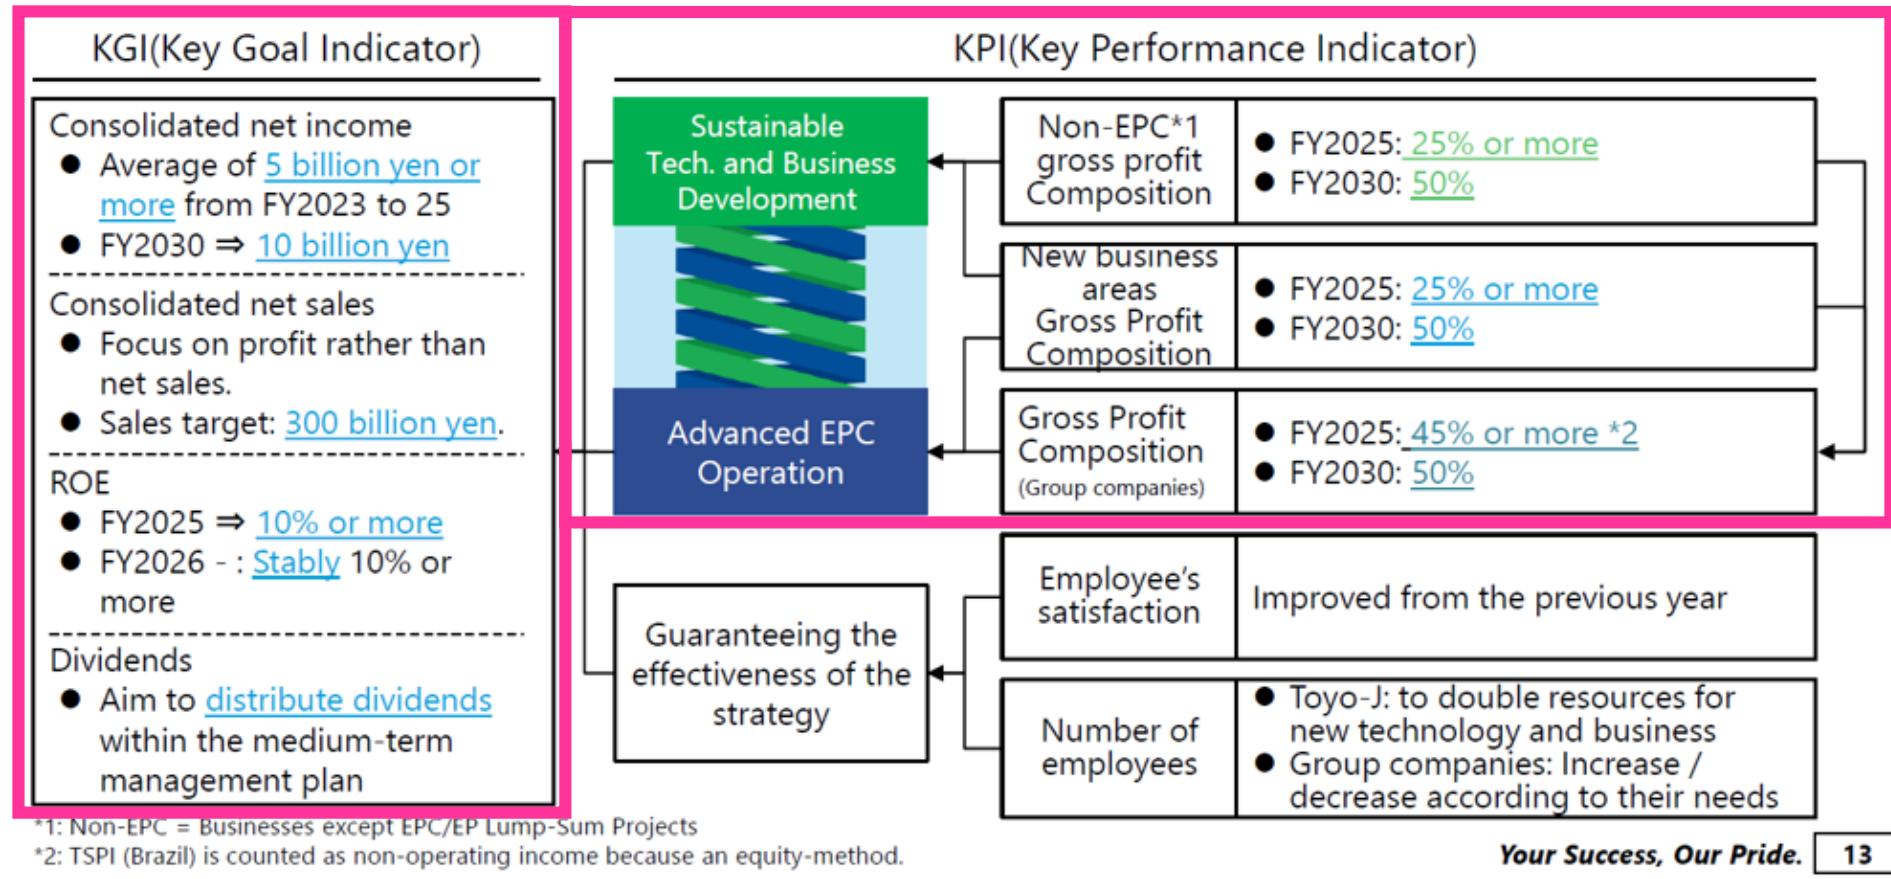 KGI(Key Goal Indicator)
Consolidated net income
● Average of 5 billion yen or
more from FY2023 to 25
● FY2030 ⇒ 10 billion yen
Consolidated net sales
● Focus on profit rather than
net sales.
● Sales target: 300 billion yen.
ROE
● FY2025 ⇒ 10% or more
● FY2026 - : Stably 10% or
more
Dividends
● Aim to distribute dividends
within the medium-term
management plan
KPI(Key Performance Indicator)
Sustainable
Tech. and Business
Development
Advanced EPC
Operation
Non-EPC*1
gross profit
Composition
● FY2025: 25% or more
● FY2030: 50%
New business
areas
Gross Profit
Composition
● FY2025: 25% or more
● FY2030: 50%
Gross Profit
Composition
(Group companies)
● FY2025: 45% or more *2
● FY2030: 50%
Guaranteeing the
effectiveness of the
strategy
Employee's
satisfaction
Improved from the previous year
Number of
employees
● Toyo-J: to double resources for
new technology and business
● Group companies: Increase /
decrease according to their needs
*1: Non-EPC = Businesses except EPC/EP Lump-Sum Projects
*2: TSPI (Brazil) is counted as non-operating income because an equity-method.
Your Success, Our Pride.
13